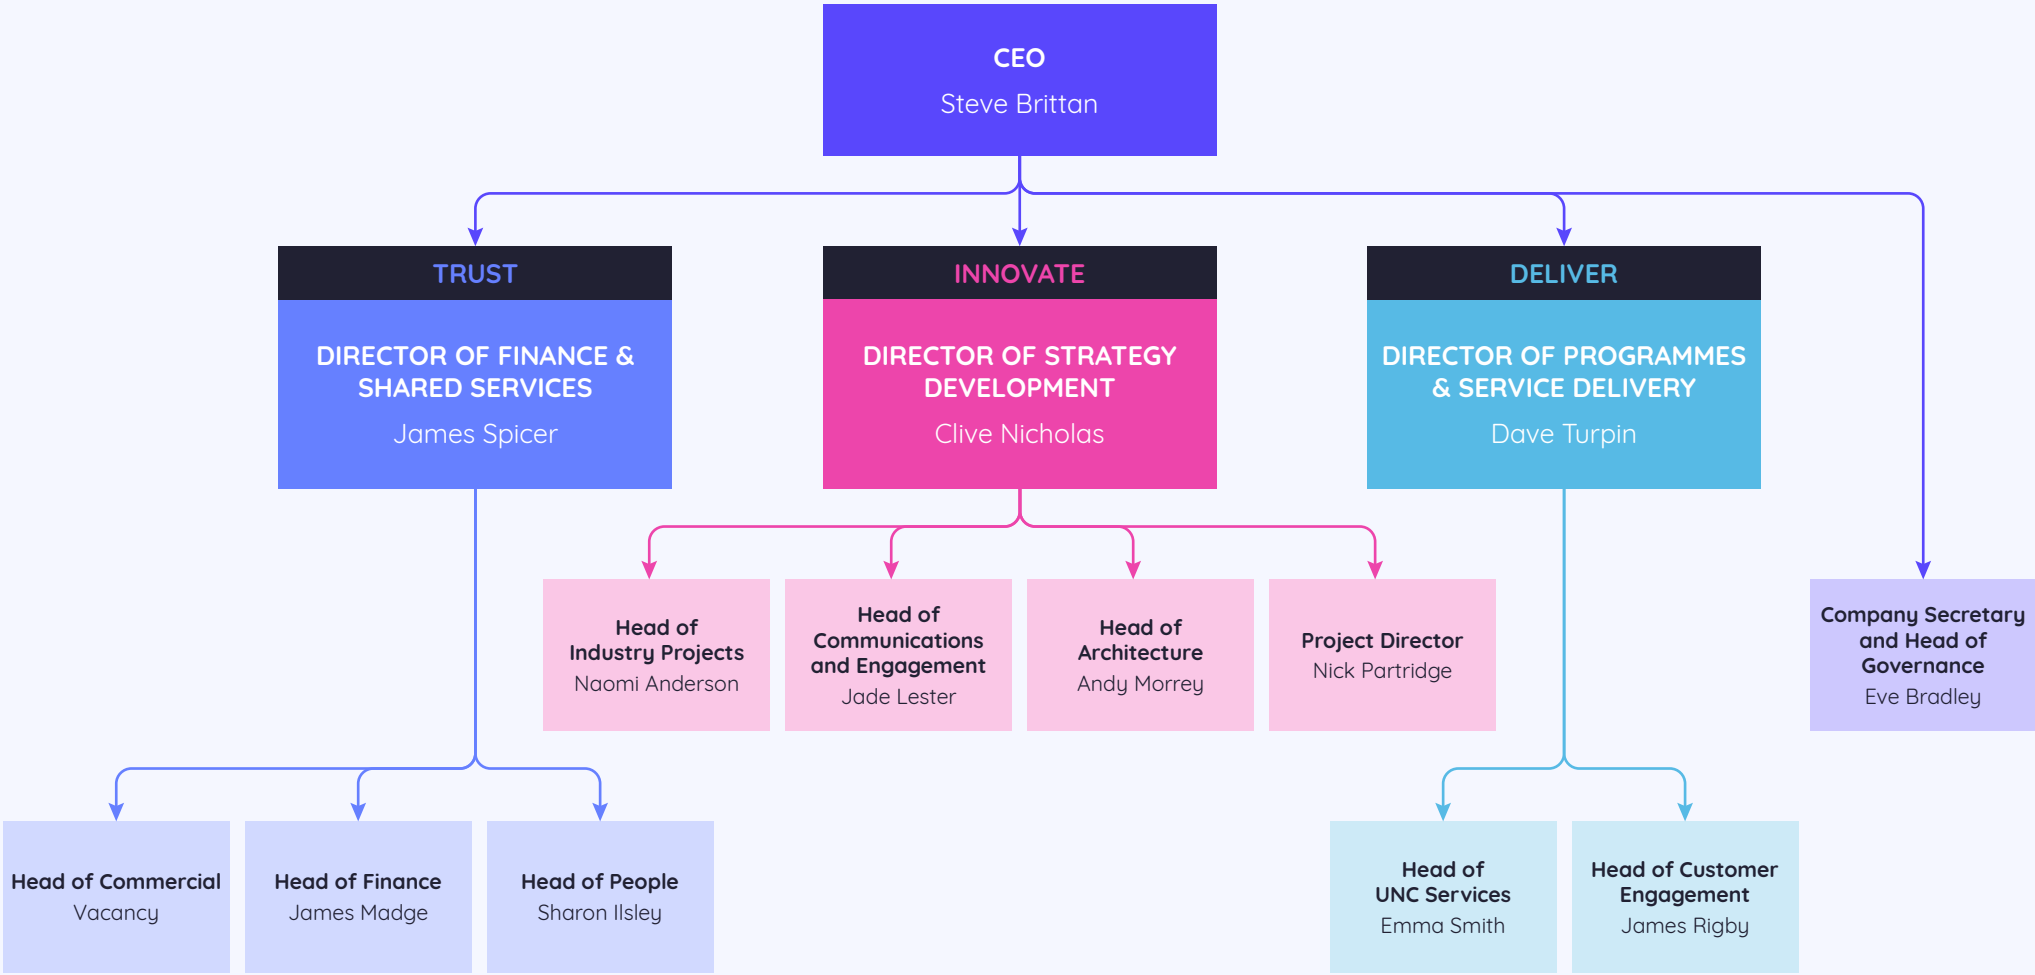 CEO
Steve Brittan
TRUST
DIRECTOR OF FINANCE &
SHARED SERVICES
James Spicer
INNOVATE
DIRECTOR OF STRATEGY
DEVELOPMENT
Clive Nicholas
DELIVER
DIRECTOR OF PROGRAMMES
& SERVICE DELIVERY
Dave Turpin
Head of
Industry Projects
Naomi Anderson
Head of
Communications
and Engagement
Jade Lester
Head of
Architecture
Andy Morrey
Project Director
Nick Partridge
Company Secretary
and Head of
Governance
Eve Bradley
Head of Commercial
Vacancy
Head of Finance
James Madge
Head of People
Sharon Ilsley
Head of
UNC Services
Emma Smith
Head of Customer
Engagement
James Rigby